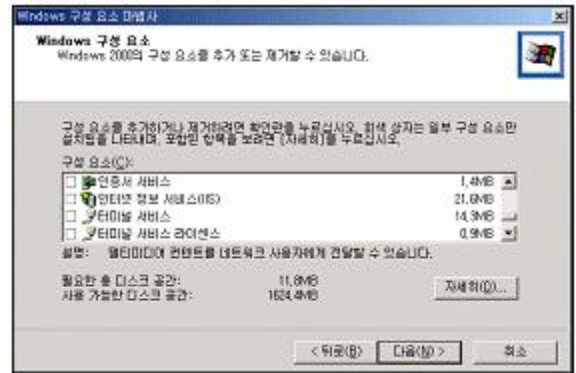 Windows 구성 요소 마법사
Windows 구성 요소
Windows 2000의 구성 요소를 추가 또는 제거할 수 있습니다.
구성 요소를 추가하거나 제거하려면 확인란을 누르십시오. 회색 상자는 일부 구성 요소만
설치됨을 나타내며, 포함된 항목을 보려면 [자세히]를 누르십시오.
구성 요소(C):
인증서 서비스 1,4MB
인터넷 정보 서비스(IIS) 21,6MB
터미널 서비스 14,3MB
터미널 서비스 라이센스 0,9MB
설명: 멀티미디어 컨텐트를 네트워크 사용자에게 전달할 수 있습니다.
필요한 총 디스크 공간: 11,8MB
사용 가능한 디스크 공간: 1624,4MB
자세히(D)...
< 뒤로(B)
다음(N) >
취소